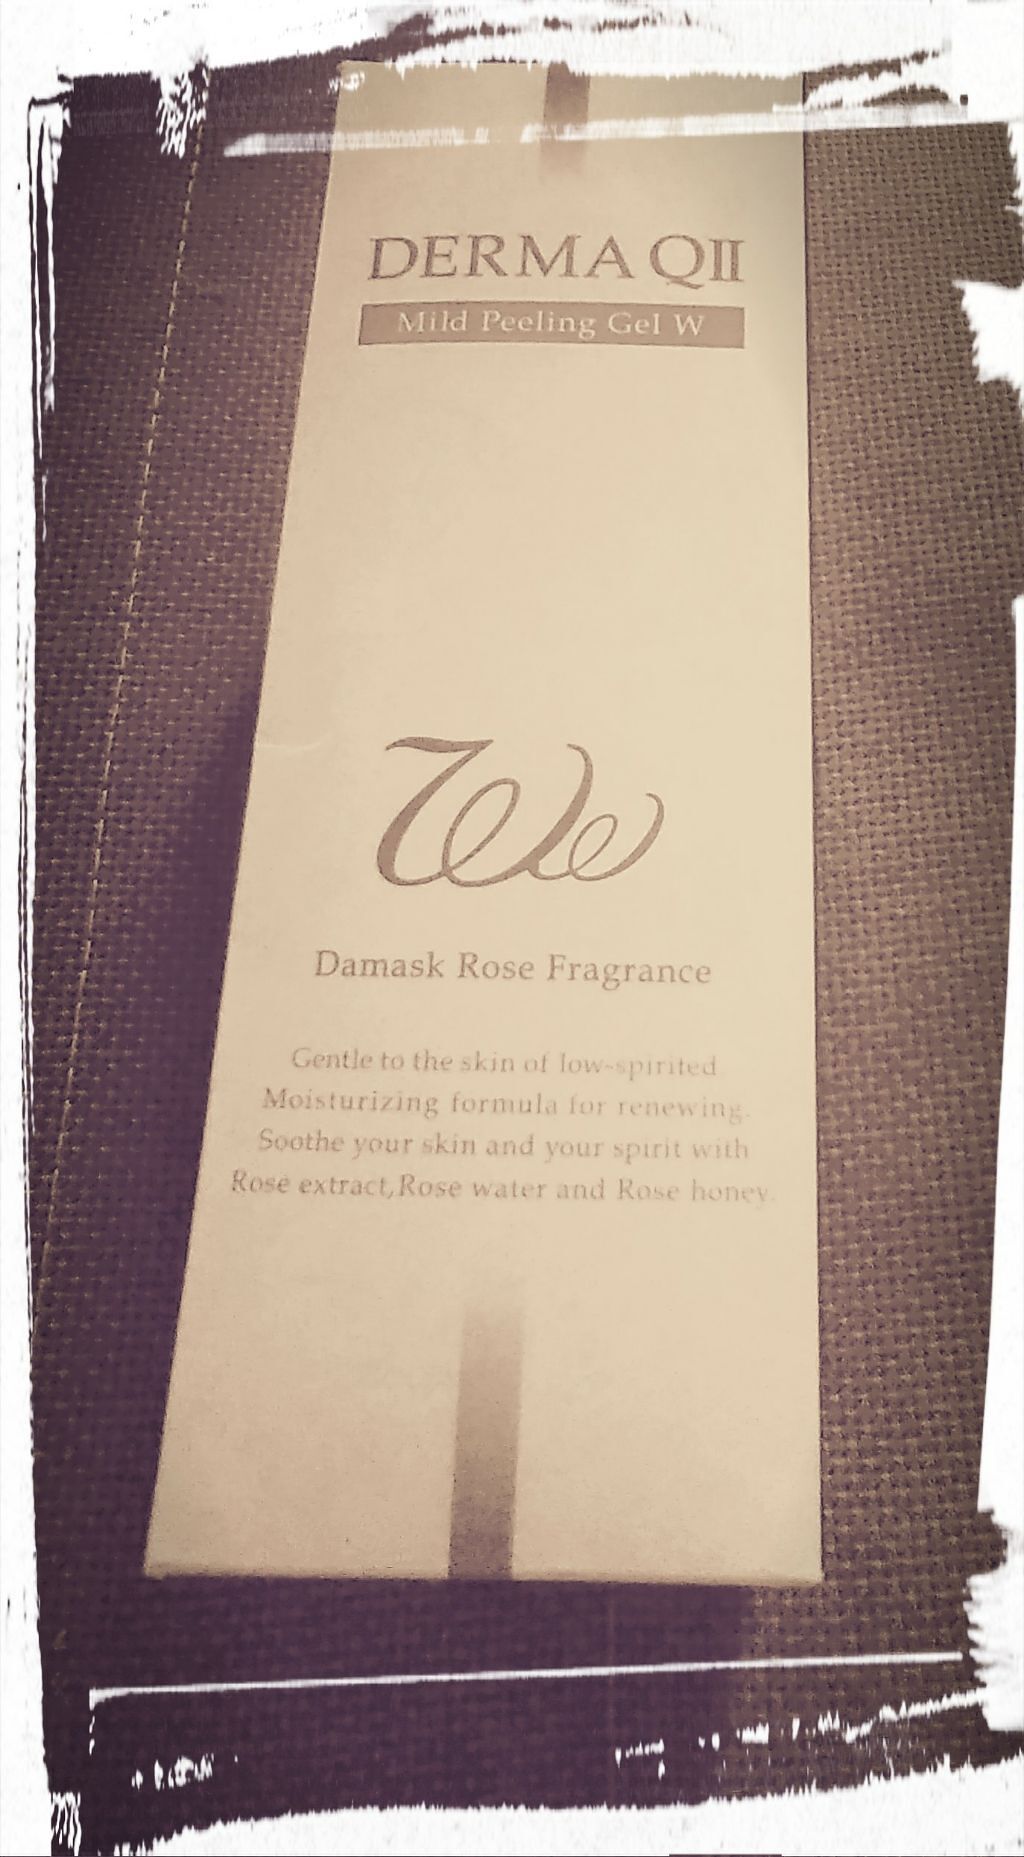 DERMA QII
Mild Peeling Gel W
Ww
Damask Rose Fragrance
Gentle to the skin of low-spirited
Moisturizing formula for renewing.
Soothe your skin and your spirit with
Rose extract,Rose water and Rose honey.